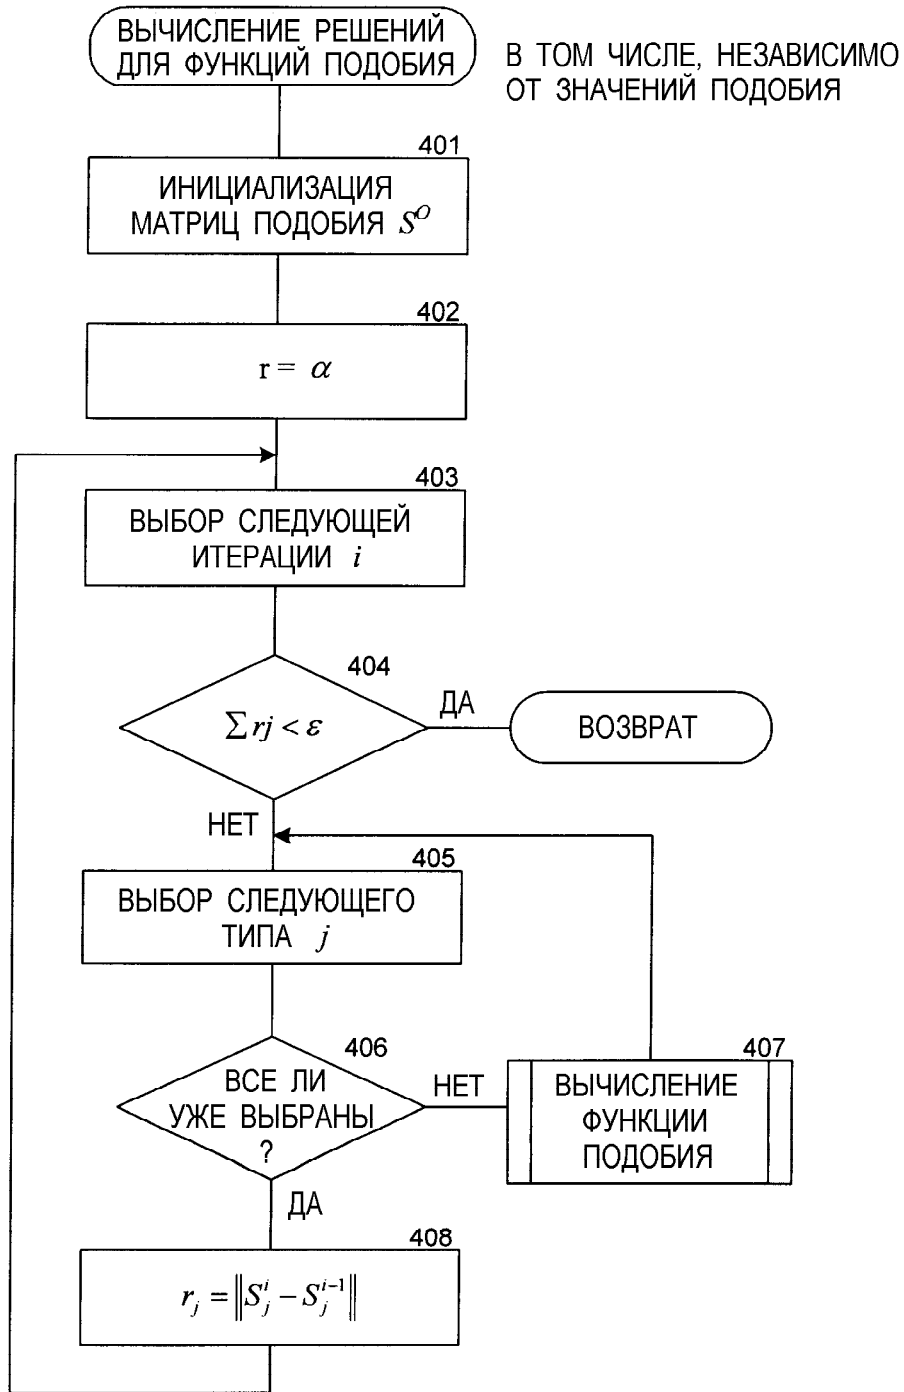 ВЫЧИСЛЕНИЕ РЕШЕНИЙ
ДЛЯ ФУНКЦИЙ ПОДОБИЯ
В ТОМ ЧИСЛЕ, НЕЗАВИСИМО
ОТ ЗНАЧЕНИЙ ПОДОБИЯ
401
ИНИЦИАЛИЗАЦИЯ
МАТРИЦ ПОДОБИЯ S^O
402
r = α
403
ВЫБОР СЛЕДУЮЩЕЙ
ИТЕРАЦИИ i
404
∑ rj < ε
ДА
ВОЗВРАТ
НЕТ
405
ВЫБОР СЛЕДУЮЩЕГО
ТИПА j
406
ВСЕ ЛИ
УЖЕ ВЫБРАНЫ
?
НЕТ
407
ВЫЧИСЛЕНИЕ
ФУНКЦИИ
ПОДОБИЯ
ДА
408
r_j = ‖S_j^i − S_j^{i−1}‖